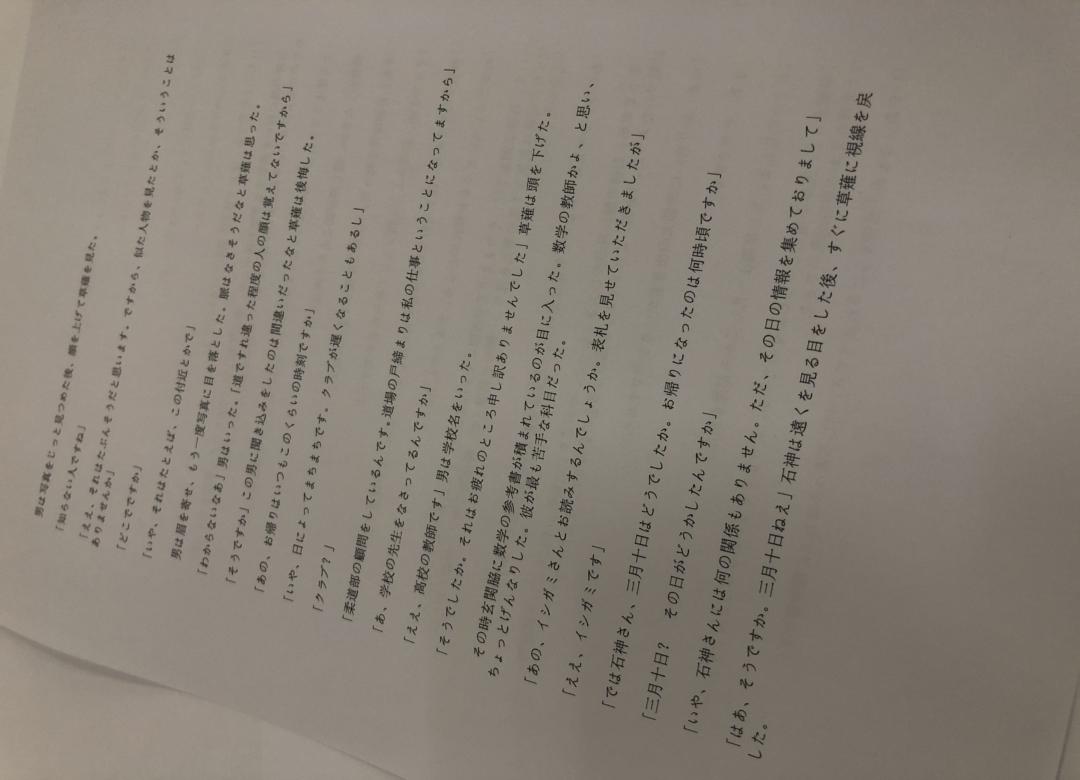 男は写真をじっと見つめた後、顔を上げて草薙を見た。
「知らない人ですね」
「ええ、それはたぶんそうだと思います。ですから、似た人物を見たとか、そういうことは
ありませんか」
「どこでですか」
「いや、それはたとえば、この付近とかで」
男は眉を寄せ、もう一度写真に目を落とした。脈はなさそうだなと草薙は思った。
「わからないなあ」男はいった。「道ですれ違った程度の人の顔は覚えてないですから」
「そうですか」この男に聞き込みをしたのは間違いだったなと草薙は後悔した。
「あの、お帰りはいつもこのくらいの時刻ですか」
「いや、日によってまちまちです。クラブが遅くなることもあるし」
「クラブ？」
「柔道部の顧問をしているんです。道場の戸締まりは私の仕事ということになってますから」
「あ、学校の先生をなさってるんですか」
「ええ、高校の教師です」男は学校名をいった。
「そうでしたか。それはお疲れのところ申し訳ありませんでした」草薙は頭を下げた。
その時玄関脇に数学の参考書が積まれているのが目に入った。数学の教師かよ、と思い、
ちょっとげんなりした。彼が最も苦手な科目だった。
「あの、イシガミさんとお読みするんでしょうか。表札を見せていただきましたが」
「ええ、イシガミです」
「では石神さん、三月十日はどうでしたか。お帰りになったのは何時頃ですか」
「三月十日？　その日がどうかしたんですか」
「いや、石神さんには何の関係もありません。ただ、その日の情報を集めておりまして」
「はあ、そうですか。三月十日ねえ」石神は遠くを見る目をした後、すぐに草薙に視線を戻
した。